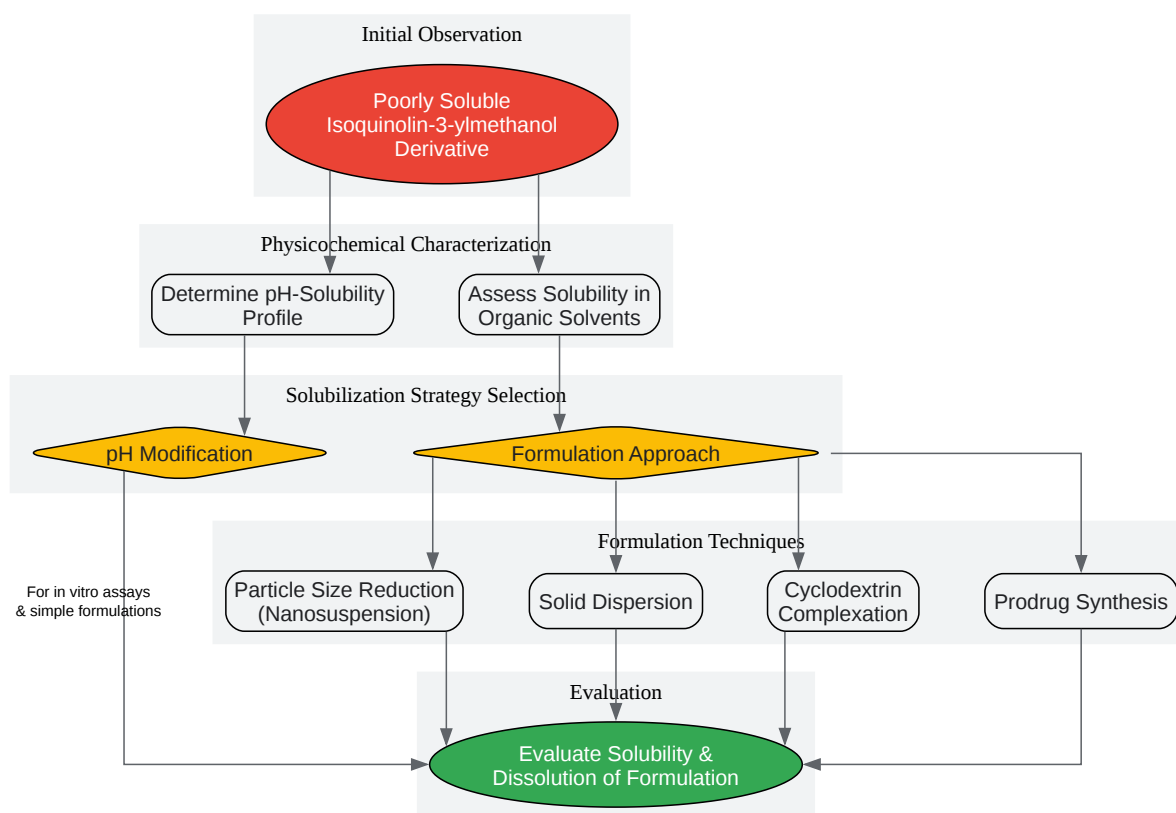 Initial Observation
Poorly Soluble
Isoquinolin-3-ylmethanol
Derivative
Physicochemical Characterization
Determine pH-Solubility
Profile
Assess Solubility in
Organic Solvents
Solubilization Strategy Selection
pH Modification
Formulation Approach
Formulation Techniques
For in vitro assays
& simple formulations
Particle Size Reduction
(Nanosuspension)
Solid Dispersion
Cyclodextrin
Complexation
Prodrug Synthesis
Evaluation
Evaluate Solubility &
Dissolution of Formulation